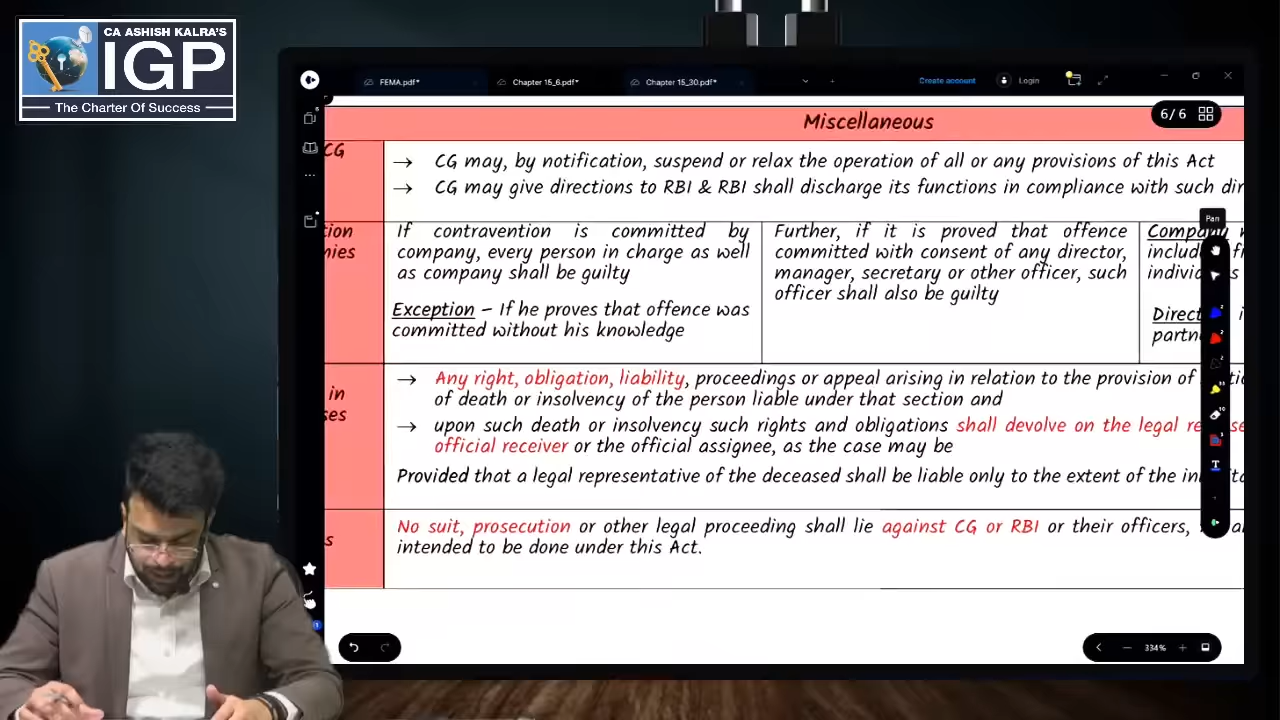 CA ASHISH KALRA'S
IGP
The Charter Of Success
FEMA.pdf*
Chapter 15_6.pdf*
Chapter 15_30.pdf*
Create account
Login
Miscellaneous
6/6
CG
→ CG may, by notification, suspend or relax the operation of all or any provisions of this Act
→ CG may give directions to RBI & RBI shall discharge its functions in compliance with such dir
Pan
tion
nies
If contravention is committed by
company, every person in charge as well
as company shall be guilty
Exception – If he proves that offence was
committed without his knowledge
Further, if it is proved that offence
committed with consent of any director,
manager, secretary or other officer, such
officer shall also be guilty
Company
includ
individ
Direct
partn
in
ses
→ Any right, obligation, liability, proceedings or appeal arising in relation to the provision of
of death or insolvency of the person liable under that section and
→ upon such death or insolvency such rights and obligations shall devolve on the legal
official receiver or the official assignee, as the case may be
Provided that a legal representative of the deceased shall be liable only to the extent of the
s
No suit, prosecution or other legal proceeding shall lie against CG or RBI or their officers,
intended to be done under this Act.
334%